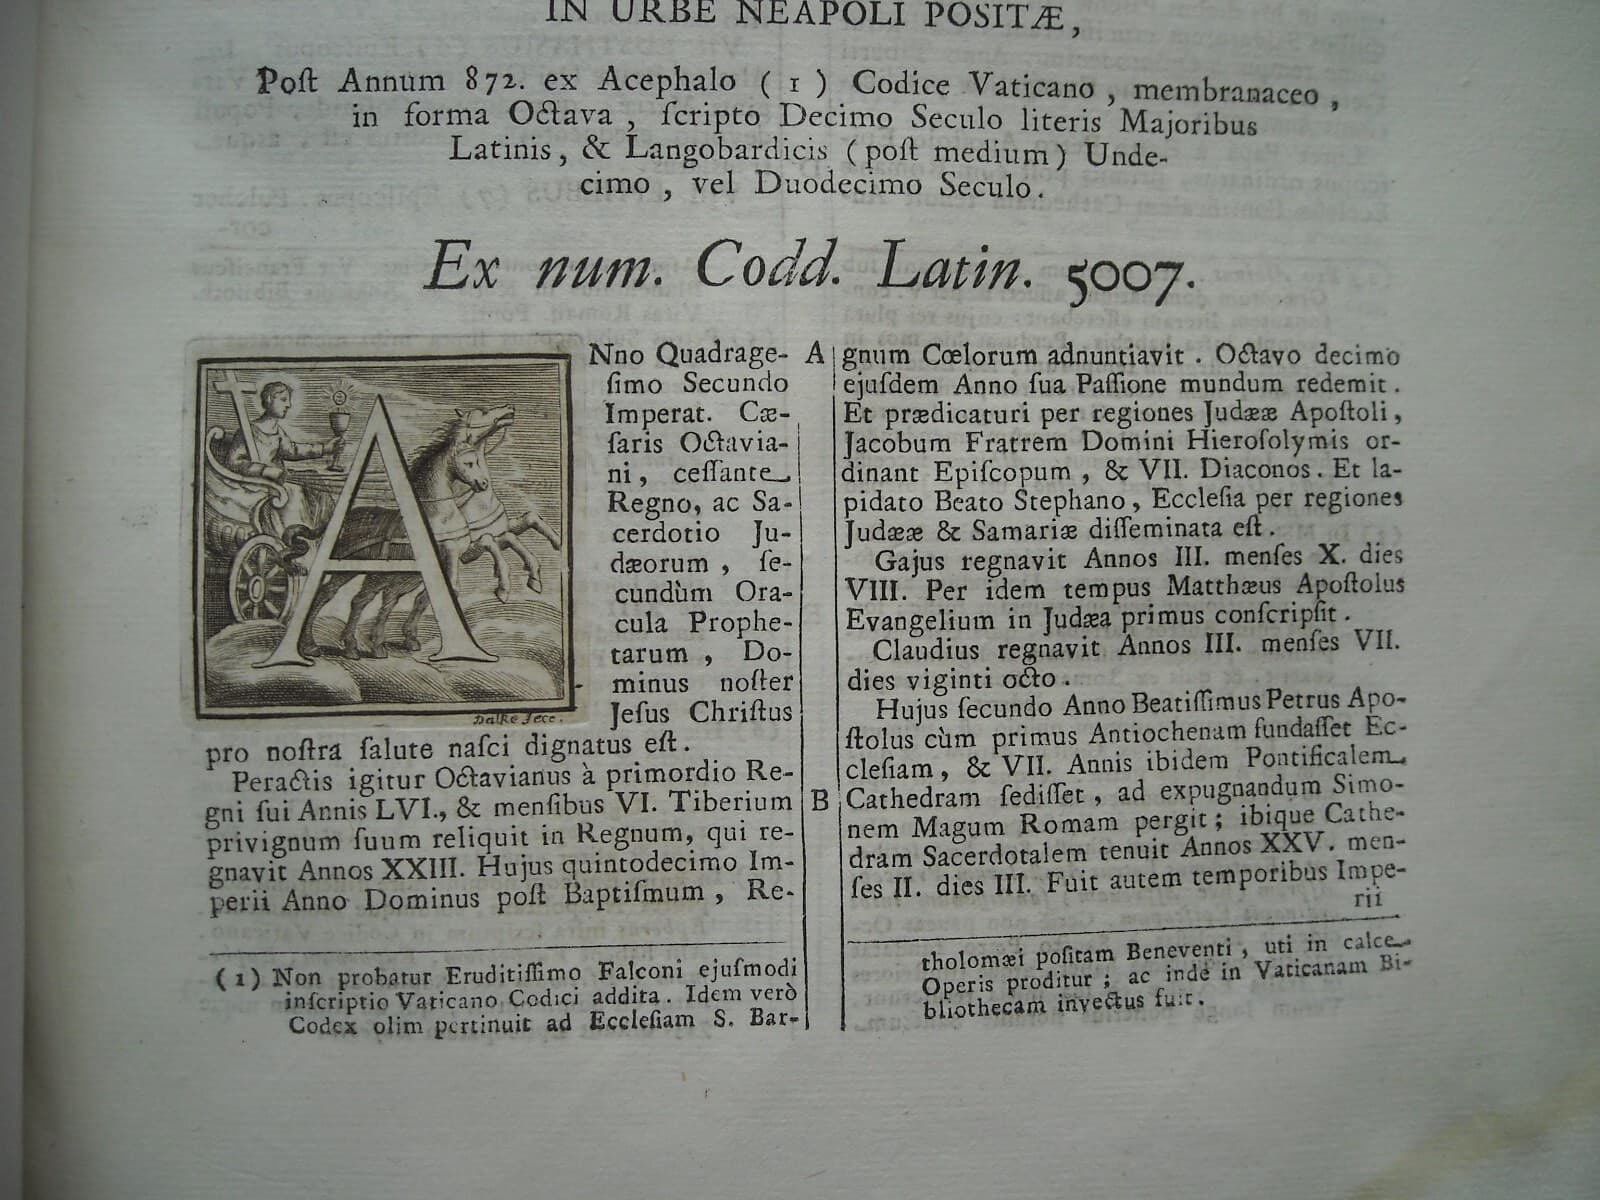 IN URBE NEAPOLI POSITÆ,
Poſt Annum 872. ex Acephalo ( 1 ) Codice Vaticano , membranaceo ,
in forma Octava , ſcripto Decimo Seculo literis Majoribus
Latinis, & Langobardicis ( poſt medium ) Unde-
cimo , vel Duodecimo Seculo.
Ex num. Codd. Latin. 5007.
A
Nno Quadrage-
ſimo Secundo
Imperat. Cæ-
ſaris Octavia-
ni, ceſſante
Regno, ac Sa-
cerdotio Ju-
dæorum, ſe-
cundùm Ora-
cula Prophe-
tarum , Do-
minus noſter
Jeſus Chriſtus
DalRe fece.
pro noſtra ſalute naſci dignatus eſt.
Peractis igitur Octavianus à primordio Re-
gni ſui Annis LVI., & menſibus VI. Tiberium
privignum ſuum reliquit in Regnum, qui re-
gnavit Annos XXIII. Hujus quintodecimo Im-
perii Anno Dominus poſt Baptiſmum , Re-
A
B
gnum Cœlorum adnuntiavit. Octavo decimo
ejuſdem Anno ſua Paſſione mundum redemit.
Et prædicaturi per regiones Judææ Apoſtoli,
Jacobum Fratrem Domini Hieroſolymis or-
dinant Epiſcopum , & VII. Diaconos. Et la-
pidato Beato Stephano, Eccleſia per regiones
Judææ & Samariæ diſſeminata eſt.
Gajus regnavit Annos III. menſes X. dies
VIII. Per idem tempus Matthæus Apoſtolus
Evangelium in Judæa primus conſcripſit.
Claudius regnavit Annos III. menſes VII.
dies viginti octo.
Hujus ſecundo Anno Beatiſſimus Petrus Apo-
ſtolus cùm primus Antiochenam fundaſſet Ec-
cleſiam, & VII. Annis ibidem Pontificalem
Cathedram ſediſſet, ad expugnandum Simo-
nem Magum Romam pergit; ibique Cathe-
dram Sacerdotalem tenuit Annos XXV. men-
ſes II. dies III. Fuit autem temporibus Impe-
rii
(1) Non probatur Eruditiſſimo Falconi ejuſmodi
inſcriptio Vaticano Codici addita. Idem verò
Codex olim pertinuit ad Eccleſiam S. Bar-
tholomæi poſitam Beneventi, uti in calce
Operis proditur ; ac indè in Vaticanam Bi-
bliothecam invectus fuit.